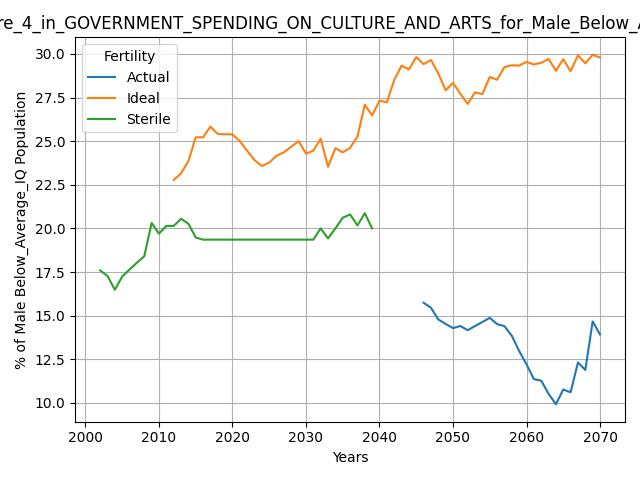 re_4_in_GOVERNMENT_SPENDING_ON_CULTURE_AND_ARTS_for_Male_Below_A
Fertility
Actual
Ideal
Sterile
% of Male Below_Average_IQ Population
30.0
27.5
25.0
22.5
20.0
17.5
15.0
12.5
10.0
2000 2010 2020 2030 2040 2050 2060 2070
Years